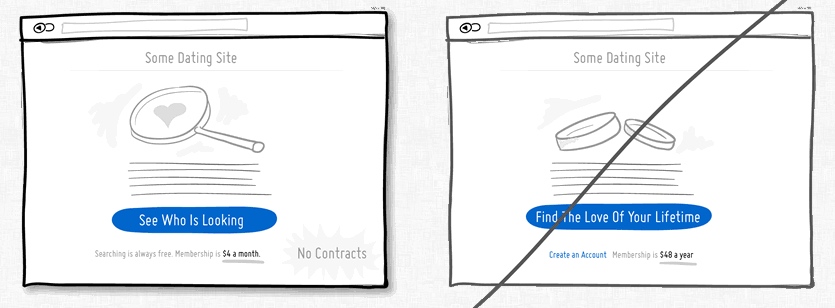 Some Dating Site
See Who Is Looking
Searching is always free. Membership is $4 a month.
No Contracts
Some Dating Site
Find The Love Of Your Lifetime
Create an Account Membership is $48 a year